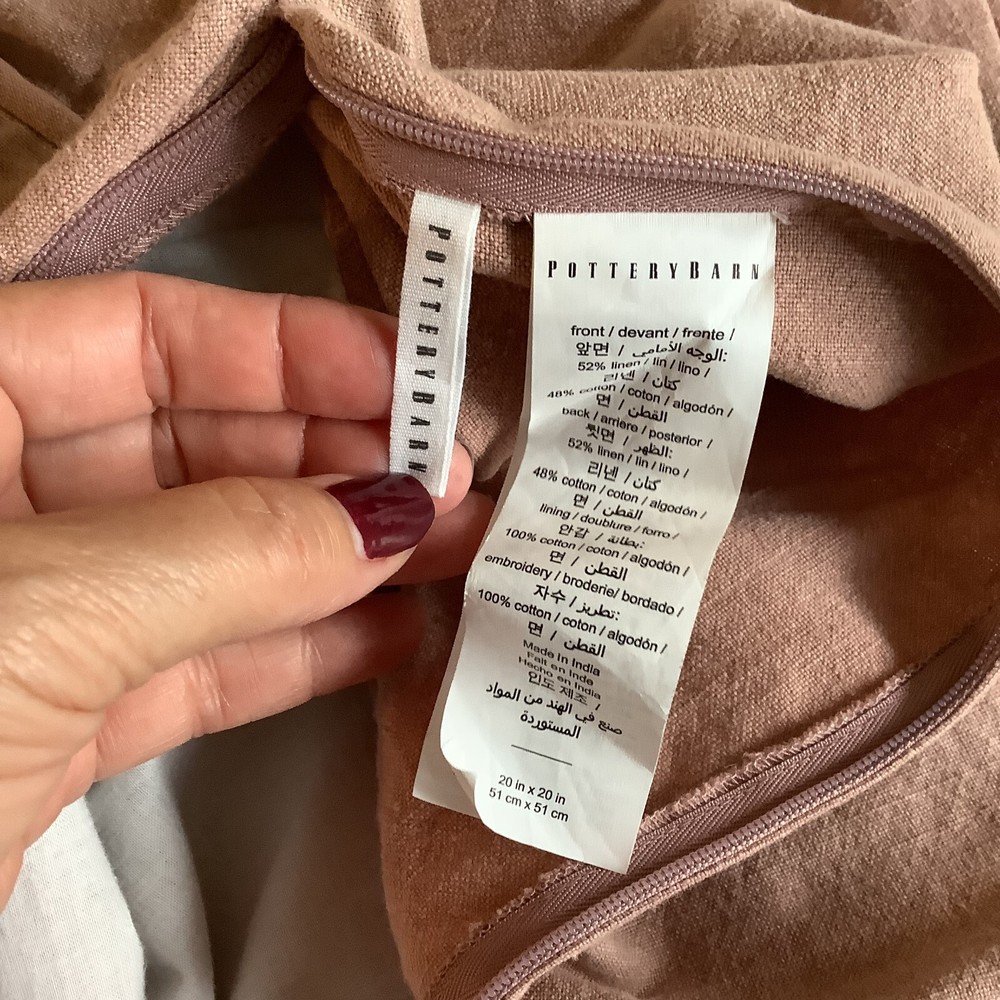 POTTERY BARN
POTTERY BARN
front / devant / frente /
앞면 / الوجه الأمامي:
52% linen / lin / lino /
리넨 / كتان
48% cotton / coton / algodón /
면 / القطن
back / arrière / posterior /
뒷면 / الظهر:
52% linen / lin / lino /
리넨 / كتان
48% cotton / coton / algodón /
면 / القطن
lining / doublure / forro /
안감 / بطانة:
100% cotton / coton / algodón /
면 / القطن
embroidery / broderie/ bordado /
자수 / تطريز:
100% cotton / coton / algodón /
면 / القطن
Made In India
Fait en Inde
Hecho en India
인도 제조 /
صنع في الهند من المواد
المستوردة
20 in x 20 in
51 cm x 51 cm